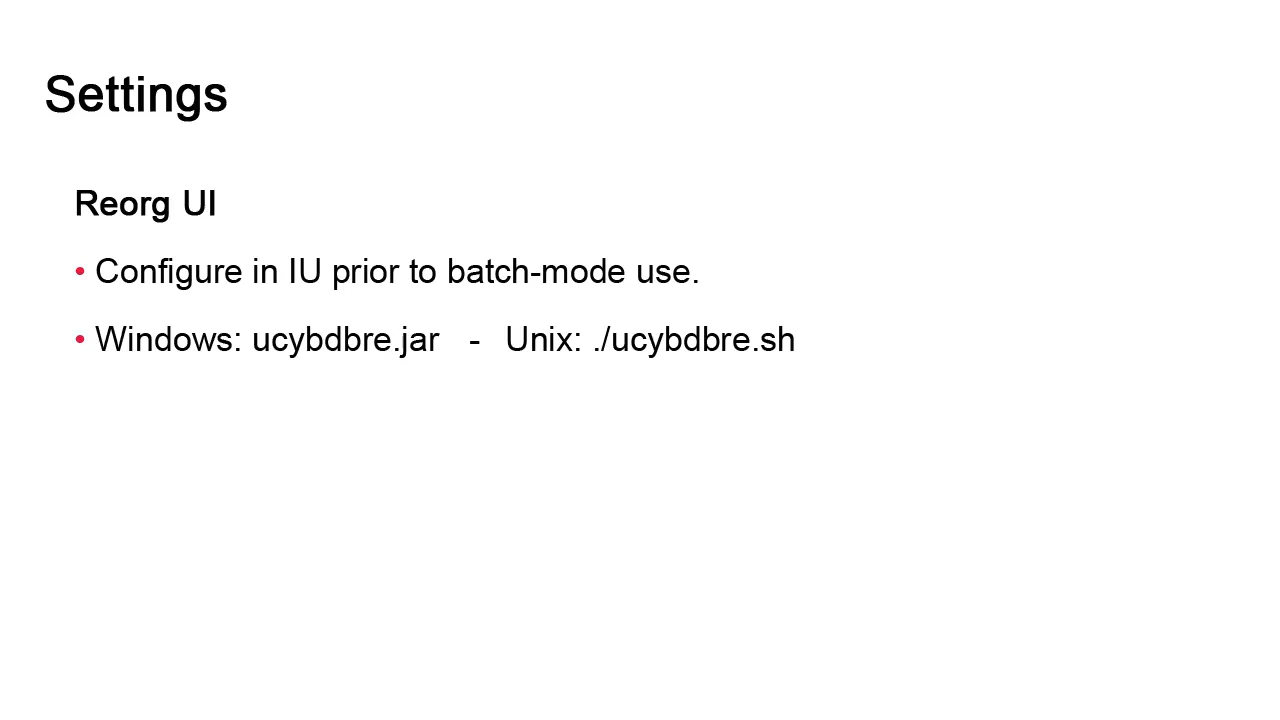 Settings
Reorg UI
• Configure in IU prior to batch-mode use.
• Windows: ucybdbre.jar - Unix: ./ucybdbre.sh